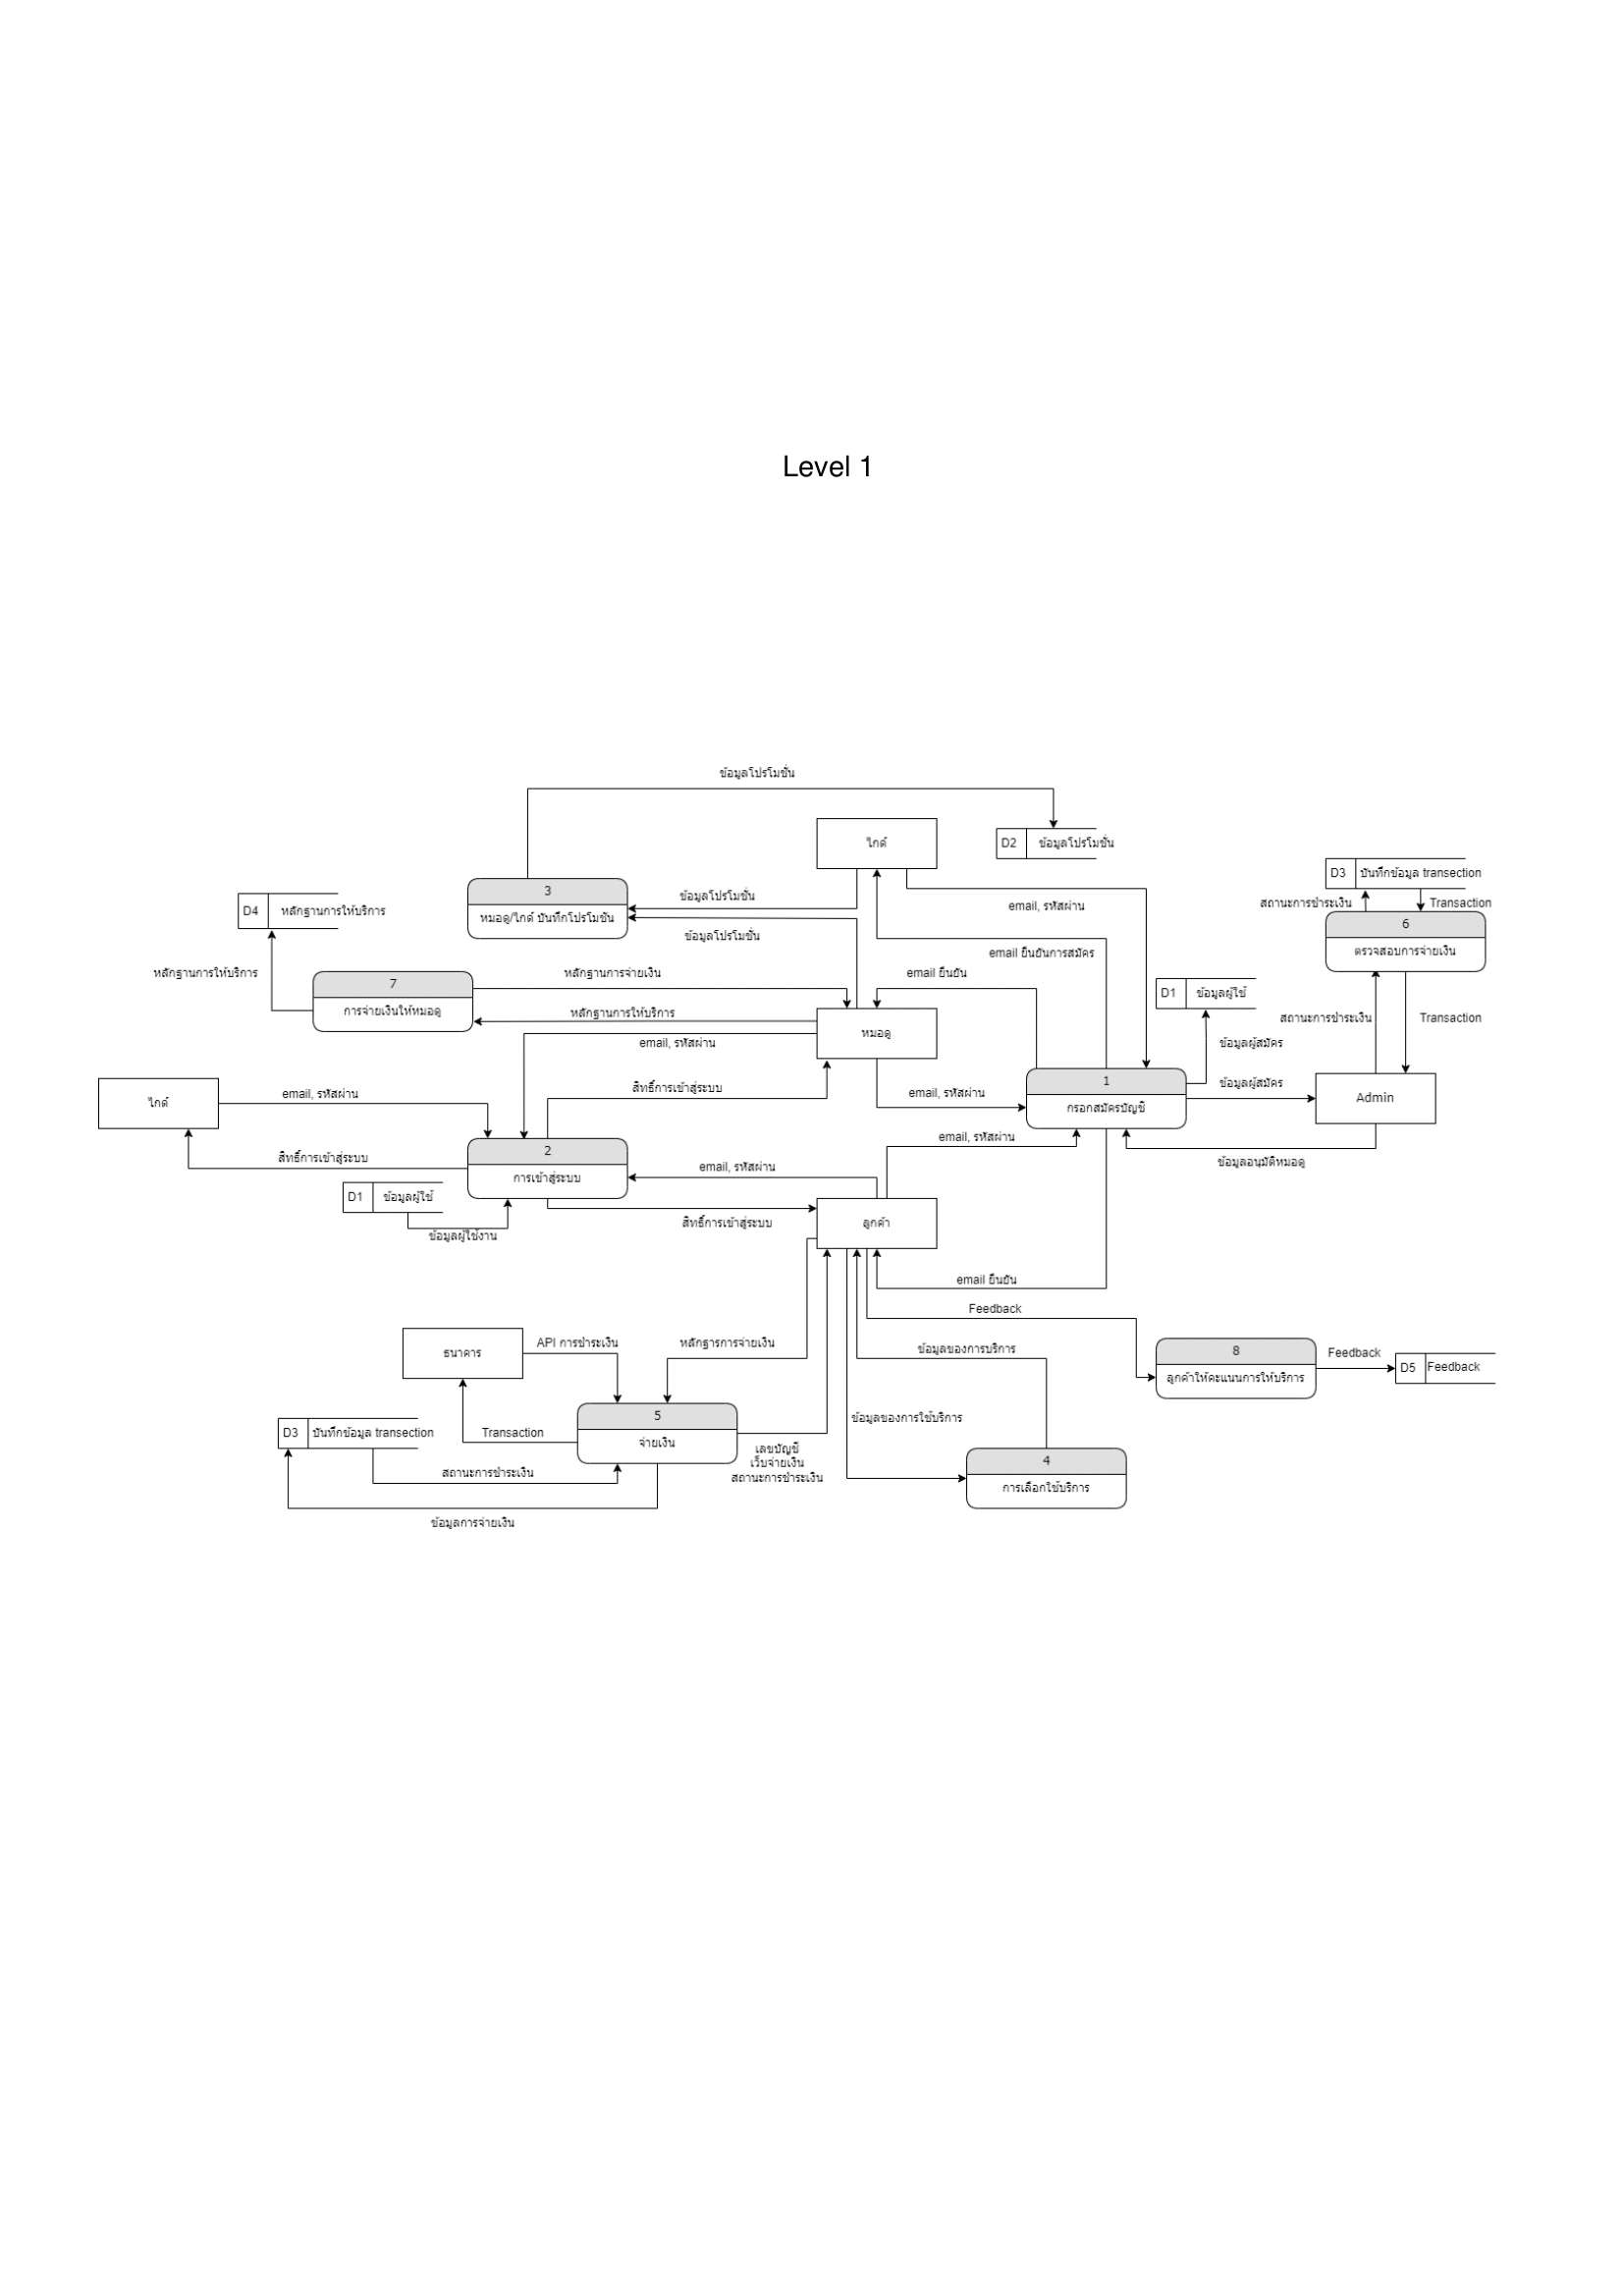 Level 1
ข้อมูลโปรโมชั่น
ไกด์
D2
ข้อมูลโปรโมชั่น
D3
บันทึกข้อมูล transection
3
หมอดู/ไกด์ บันทึกโปรโมชัน
ข้อมูลโปรโมชั่น
email, รหัสผ่าน
สถานะการชำระเงิน
Transaction
D4
หลักฐานการให้บริการ
6
ตรวจสอบการจ่ายเงิน
ข้อมูลโปรโมชั่น
email ยืนยันการสมัคร
หลักฐานการให้บริการ
7
การจ่ายเงินให้หมอดู
หลักฐานการจ่ายเงิน
email ยืนยัน
D1
ข้อมูลผู้ใช้
หลักฐานการให้บริการ
สถานะการชำระเงิน
Transaction
หมอดู
email, รหัสผ่าน
ข้อมูลผู้สมัคร
สิทธิ์การเข้าสู่ระบบ
1
กรอกสมัครบัญชี
ข้อมูลผู้สมัคร
Admin
ไกด์
email, รหัสผ่าน
email, รหัสผ่าน
email, รหัสผ่าน
สิทธิ์การเข้าสู่ระบบ
2
การเข้าสู่ระบบ
email, รหัสผ่าน
ข้อมูลอนุมัติหมอดู
D1
ข้อมูลผู้ใช้
ข้อมูลผู้ใช้งาน
สิทธิ์การเข้าสู่ระบบ
ลูกค้า
email ยืนยัน
Feedback
ธนาคาร
API การชำระเงิน
หลักฐารการจ่ายเงิน
ข้อมูลของการบริการ
8
ลูกค้าให้คะแนนการให้บริการ
Feedback
D5
Feedback
5
จ่ายเงิน
ข้อมูลของการใช้บริการ
D3
บันทึกข้อมูล transection
Transaction
เลขบัญชี
เว็บจ่ายเงิน
สถานะการชำระเงิน
สถานะการชำระเงิน
4
การเลือกใช้บริการ
ข้อมูลการจ่ายเงิน